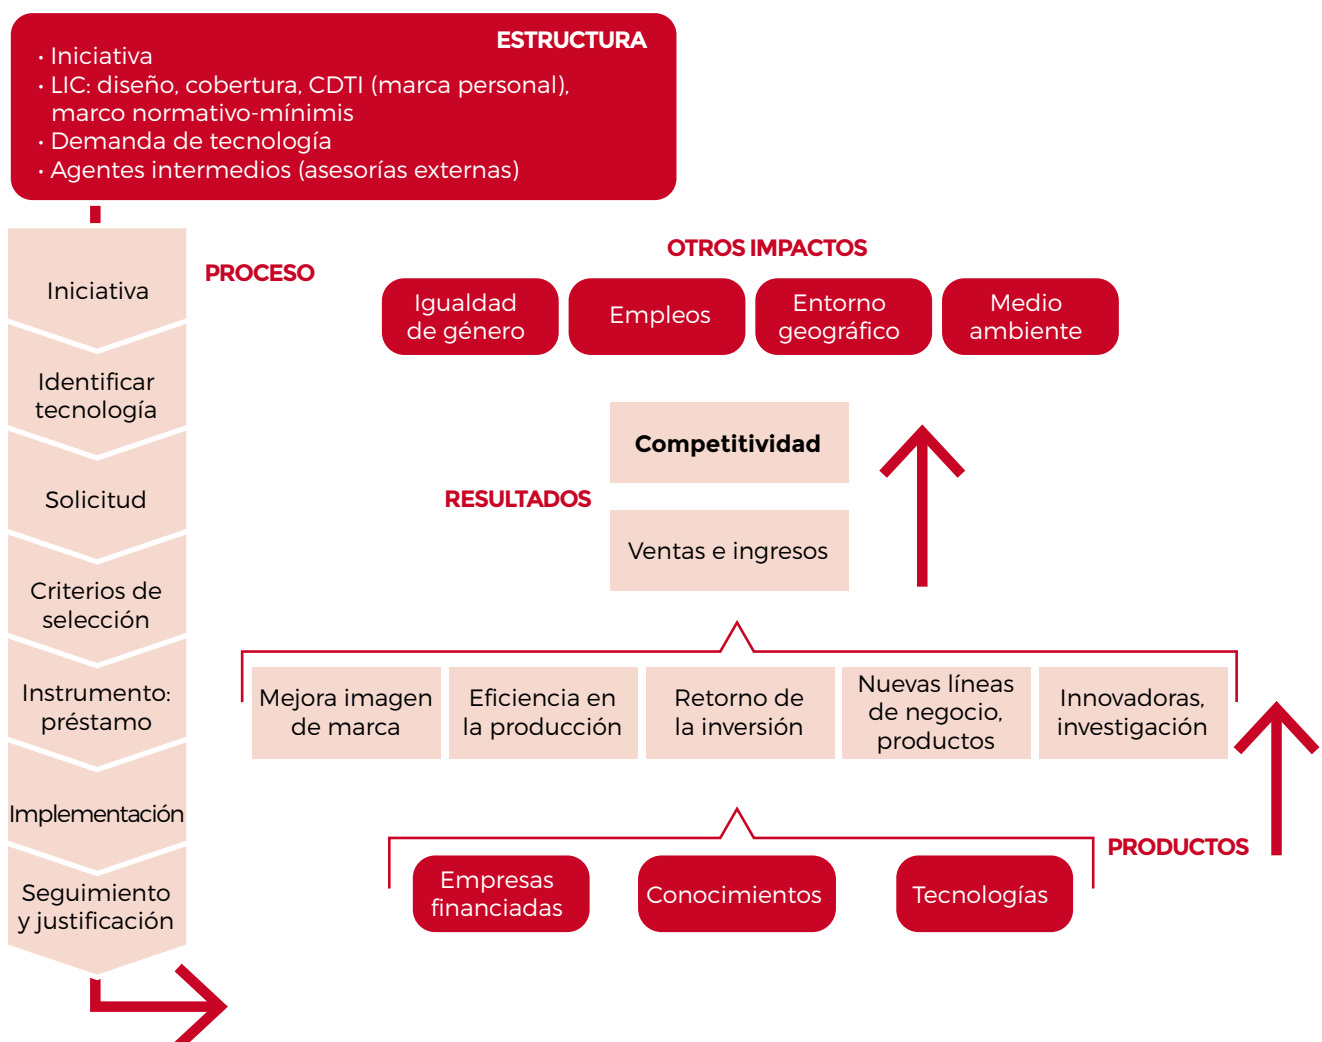 ESTRUCTURA
· Iniciativa
· LIC: diseño, cobertura, CDTI (marca personal),
marco normativo-mínimis
· Demanda de tecnología
· Agentes intermedios (asesorías externas)
PROCESO
Iniciativa
Identificar
tecnología
Solicitud
Criterios de
selección
Instrumento:
préstamo
Implementación
Seguimiento
y justificación
OTROS IMPACTOS
Igualdad
de género
Empleos
Entorno
geográfico
Medio
ambiente
Competitividad
RESULTADOS
Ventas e ingresos
Mejora imagen
de marca
Eficiencia en
la producción
Retorno de
la inversión
Nuevas líneas
de negocio,
productos
Innovadoras,
investigación
PRODUCTOS
Empresas
financiadas
Conocimientos
Tecnologías